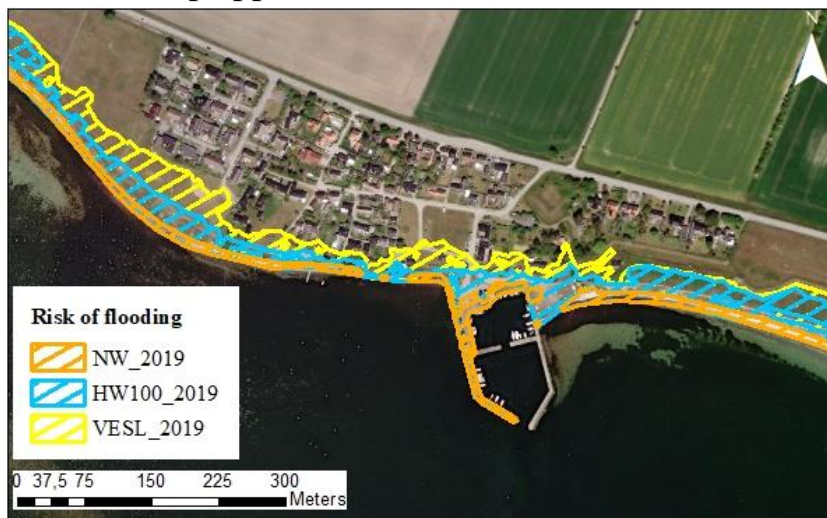 N
Risk of flooding
NW_2019
HW100_2019
VESL_2019
0 37,5 75 150 225 300
Meters